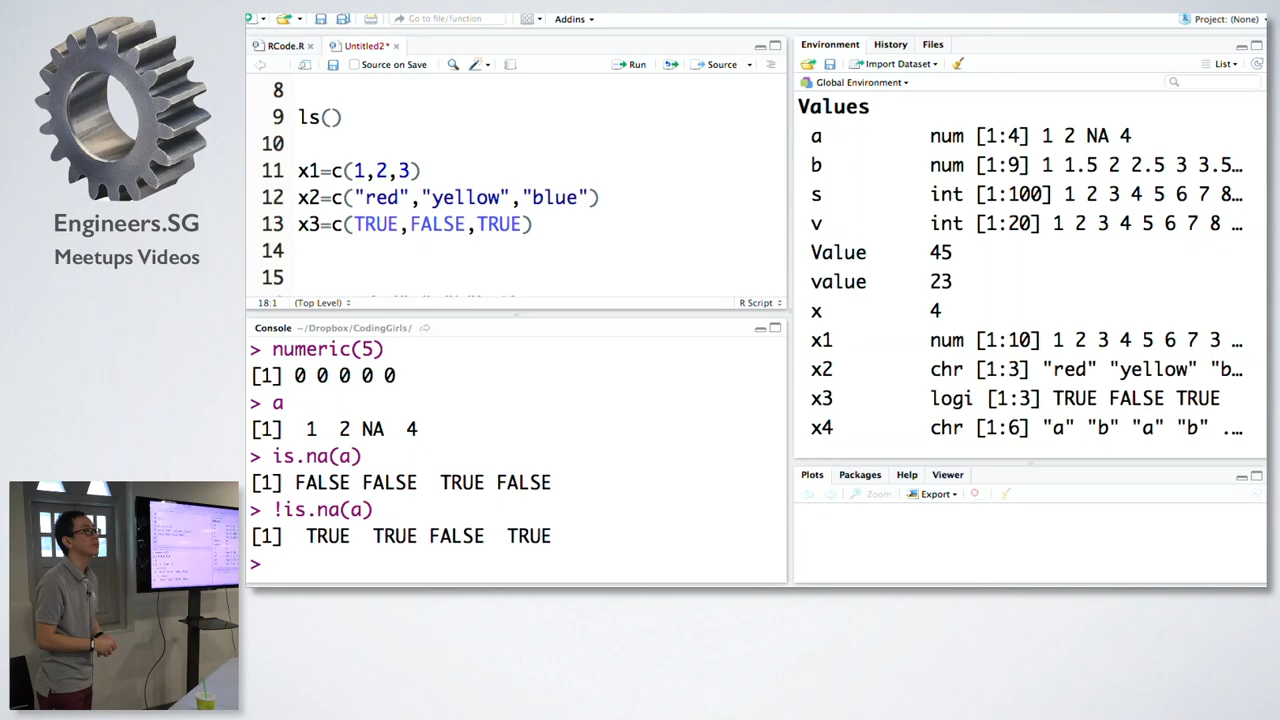 Engineers.SG
Meetups Videos
Go to file/function
Addins
Project: (None)
RCode.R
Untitled2*
Source on Save
Run
Source
8
9 ls()
10
11 x1=c(1,2,3)
12 x2=c("red","yellow","blue")
13 x3=c(TRUE,FALSE,TRUE)
14
15
18:1 (Top Level) R Script
Console ~/Dropbox/CodingGirls/
> numeric(5)
[1] 0 0 0 0 0
> a
[1] 1 2 NA 4
> is.na(a)
[1] FALSE FALSE TRUE FALSE
> !is.na(a)
[1] TRUE TRUE FALSE TRUE
>
Environment History Files
Import Dataset
List
Global Environment
Values
a num [1:4] 1 2 NA 4
b num [1:9] 1 1.5 2 2.5 3 3.5…
s int [1:100] 1 2 3 4 5 6 7 8…
v int [1:20] 1 2 3 4 5 6 7 8 …
Value 45
value 23
x 4
x1 num [1:10] 1 2 3 4 5 6 7 3 …
x2 chr [1:3] "red" "yellow" "b…
x3 logi [1:3] TRUE FALSE TRUE
x4 chr [1:6] "a" "b" "a" "b" .…
Plots Packages Help Viewer
Zoom Export